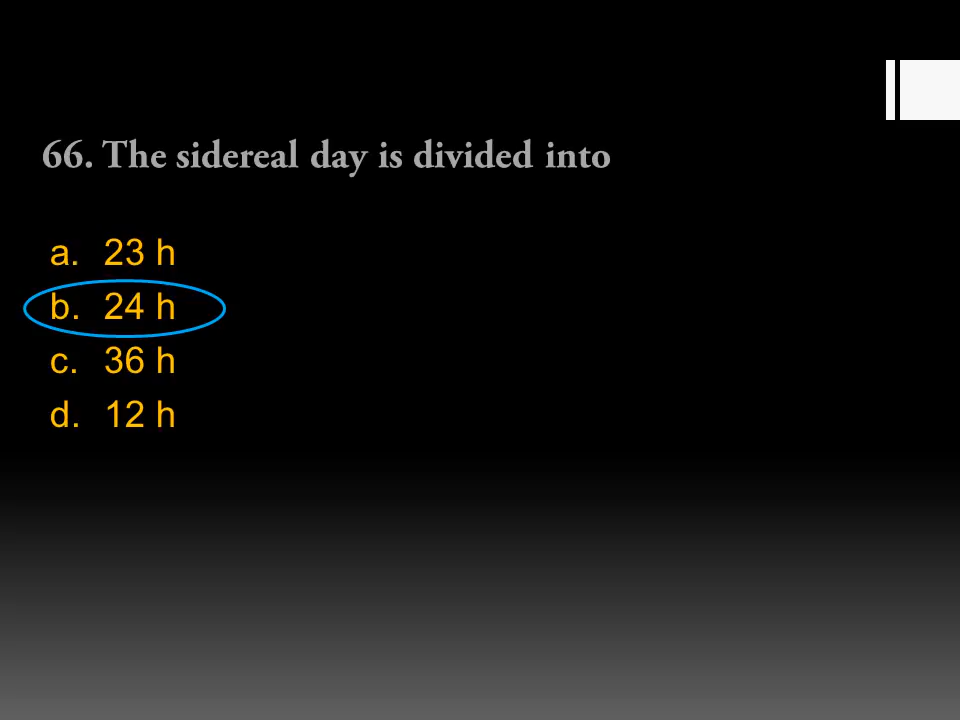 66. The sidereal day is divided into
a. 23 h
b. 24 h
c. 36 h
d. 12 h